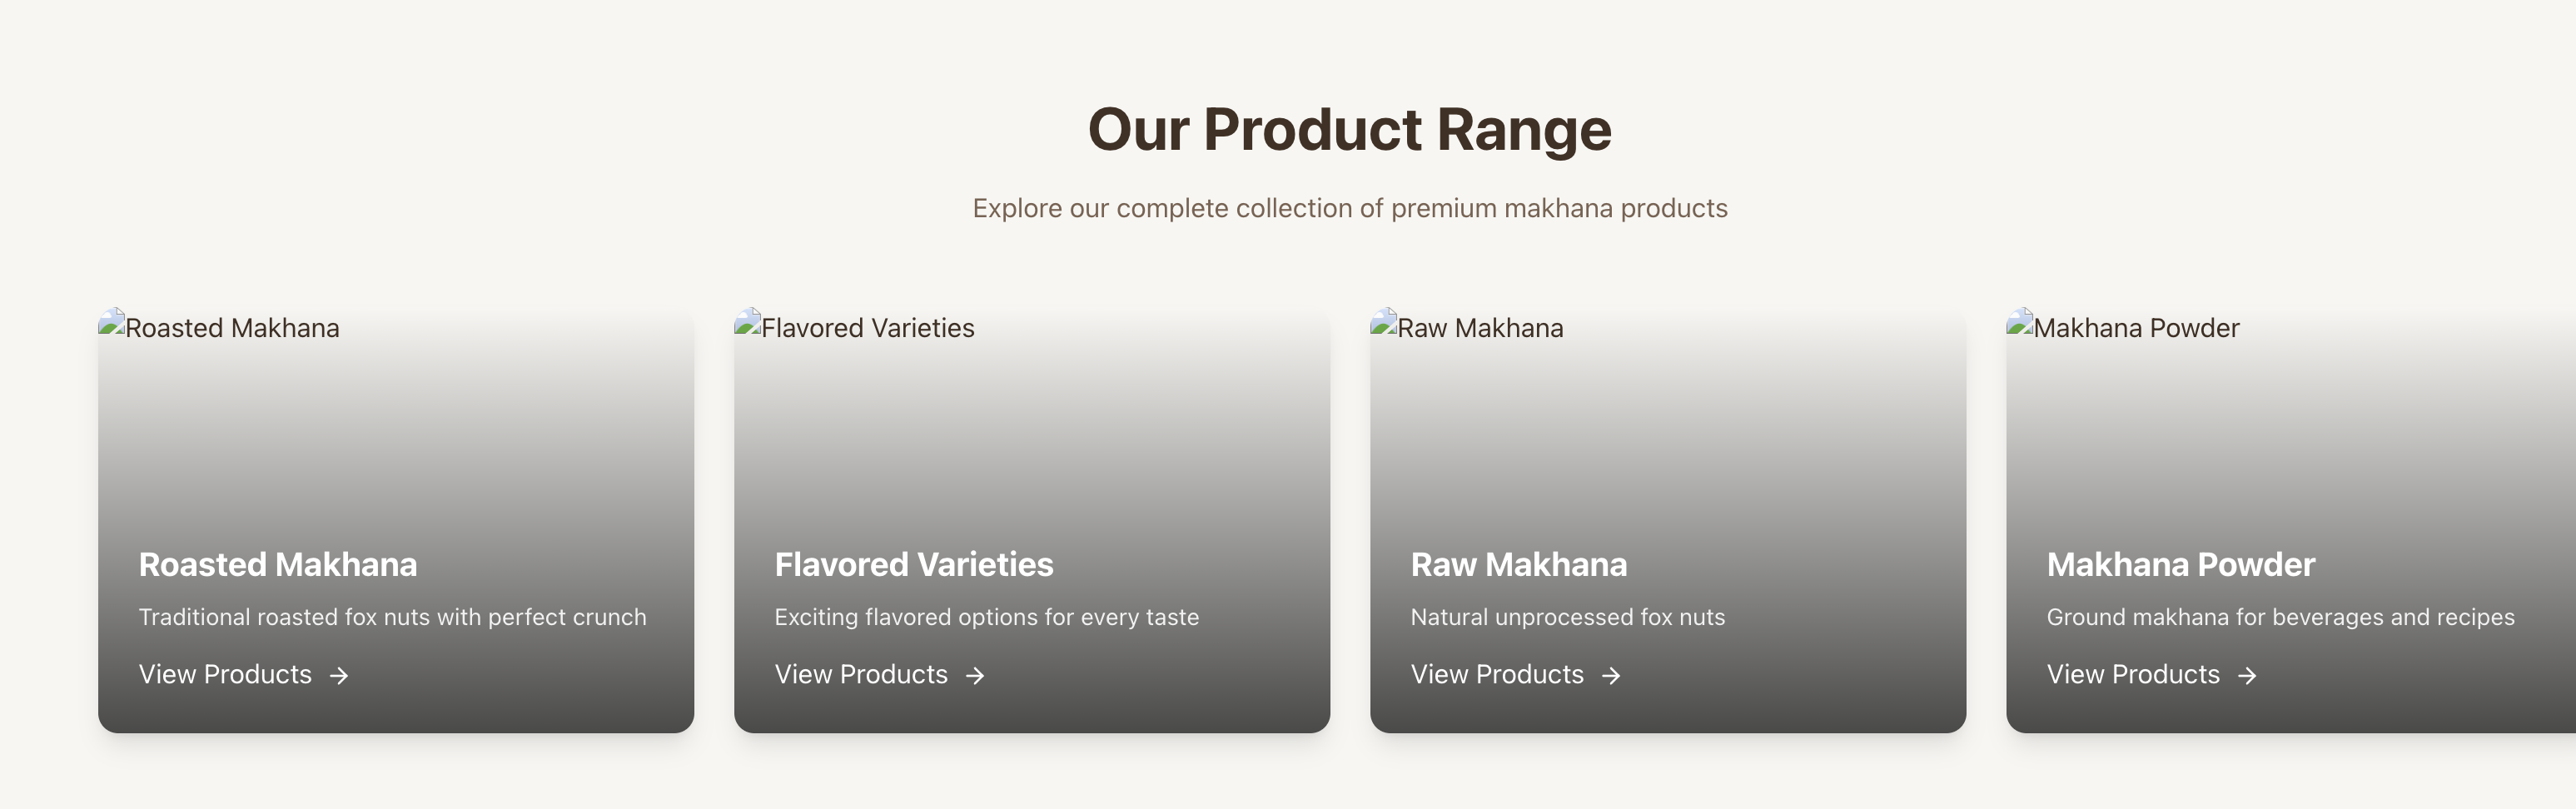 Our Product Range
Explore our complete collection of premium makhana products
Roasted Makhana
Roasted Makhana
Traditional roasted fox nuts with perfect crunch
View Products →
Flavored Varieties
Flavored Varieties
Exciting flavored options for every taste
View Products →
Raw Makhana
Raw Makhana
Natural unprocessed fox nuts
View Products →
Makhana Powder
Makhana Powder
Ground makhana for beverages and recipes
View Products →